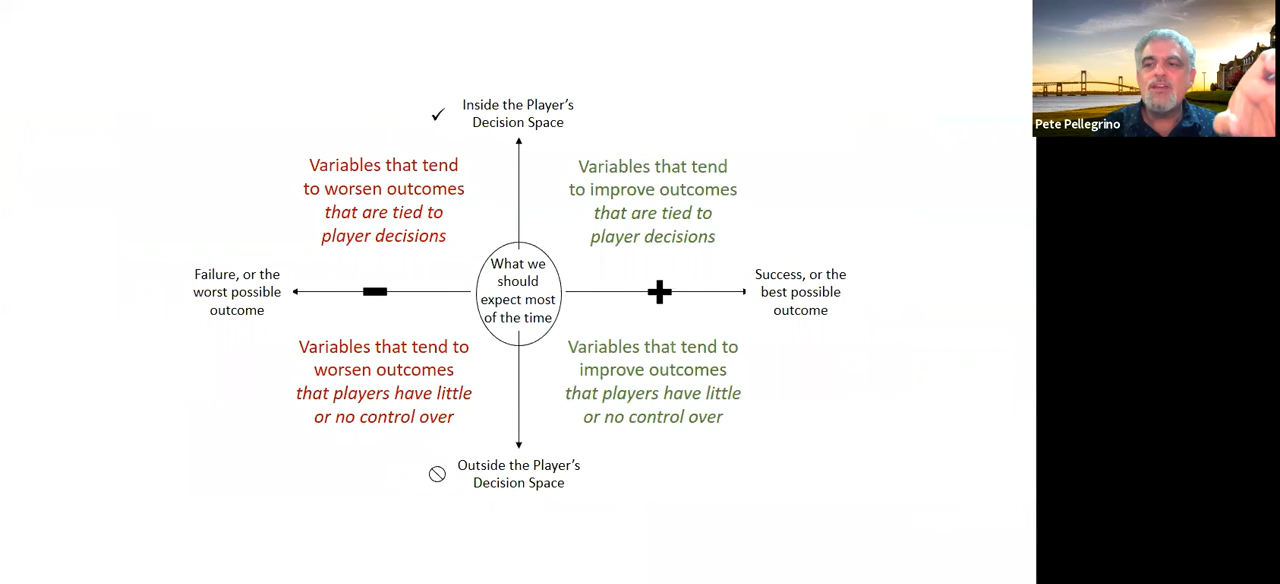 Inside the Player's
Decision Space
Variables that tend
to worsen outcomes
that are tied to
player decisions
Variables that tend
to improve outcomes
that are tied to
player decisions
Failure, or the
worst possible
outcome
What we
should
expect most
of the time
Success, or the
best possible
outcome
Variables that tend to
worsen outcomes
that players have little
or no control over
Variables that tend to
improve outcomes
that players have little
or no control over
Outside the Player's
Decision Space
Pete Pellegrino